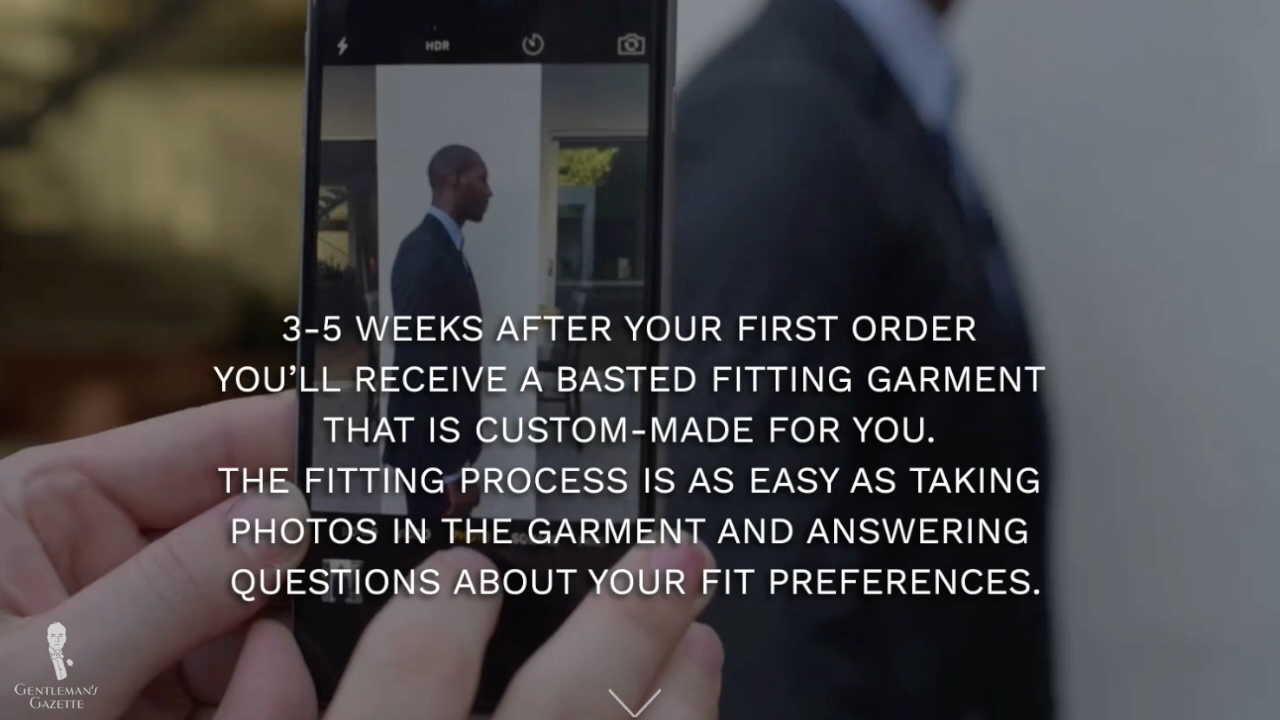 HDR
3-5 WEEKS AFTER YOUR FIRST ORDER
YOU'LL RECEIVE A BASTED FITTING GARMENT
THAT IS CUSTOM-MADE FOR YOU.
THE FITTING PROCESS IS AS EASY AS TAKING
PHOTOS IN THE GARMENT AND ANSWERING
QUESTIONS ABOUT YOUR FIT PREFERENCES.
GENTLEMAN'S
GAZETTE